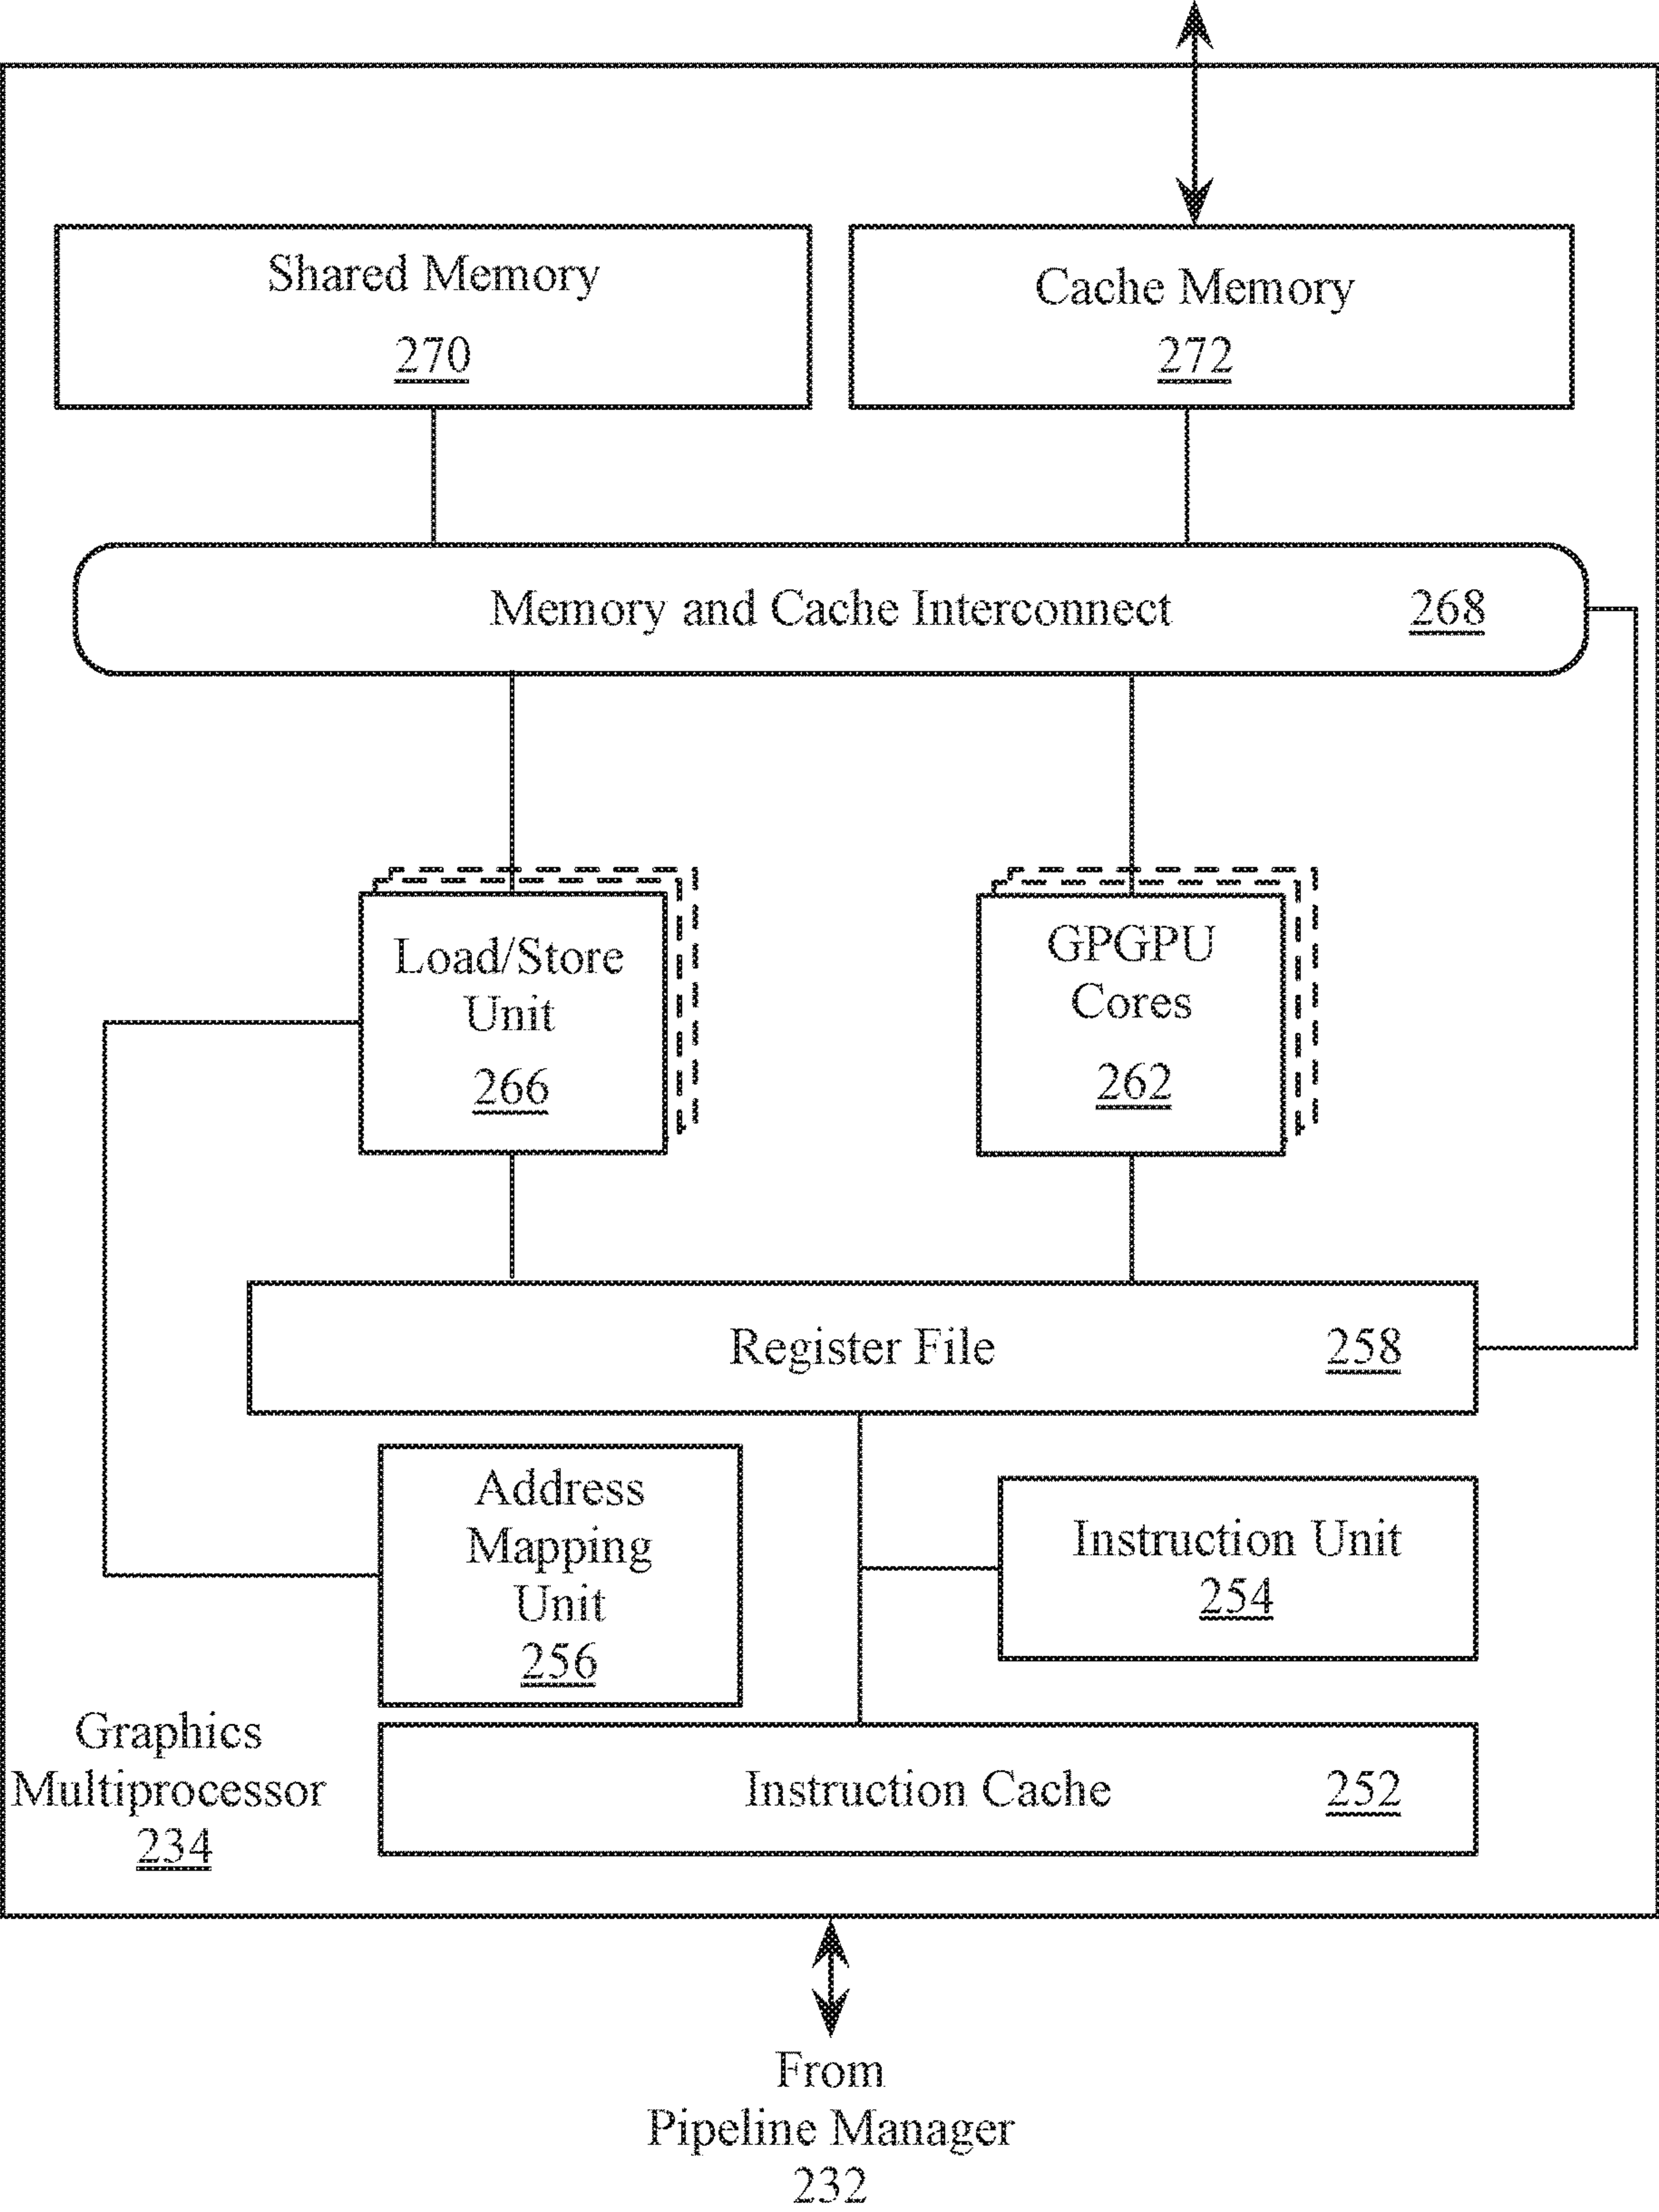 Shared Memory
270
Cache Memory
272
Memory and Cache Interconnect 268
Load/Store
Unit
266
GPGPU
Cores
262
Register File 258
Address
Mapping
Unit
256
Instruction Unit
254
Graphics
Multiprocessor
234
Instruction Cache 252
From
Pipeline Manager
232